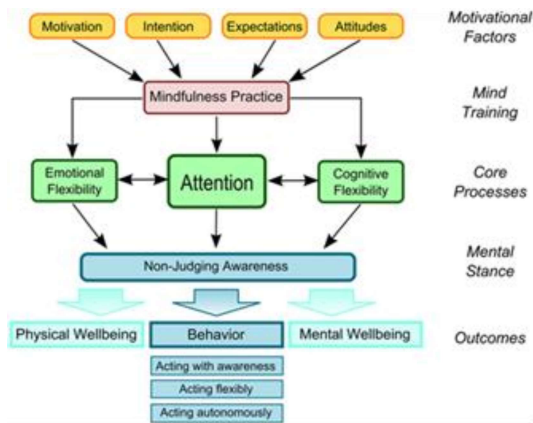 Motivation Intention Expectations Attitudes
Motivational
Factors
Mindfulness Practice
Mind
Training
Emotional
Flexibility
Attention
Cognitive
Flexibility
Core
Processes
Non-Judging Awareness
Mental
Stance
Physical Wellbeing Behavior Mental Wellbeing
Outcomes
Acting with awareness
Acting flexibly
Acting autonomously